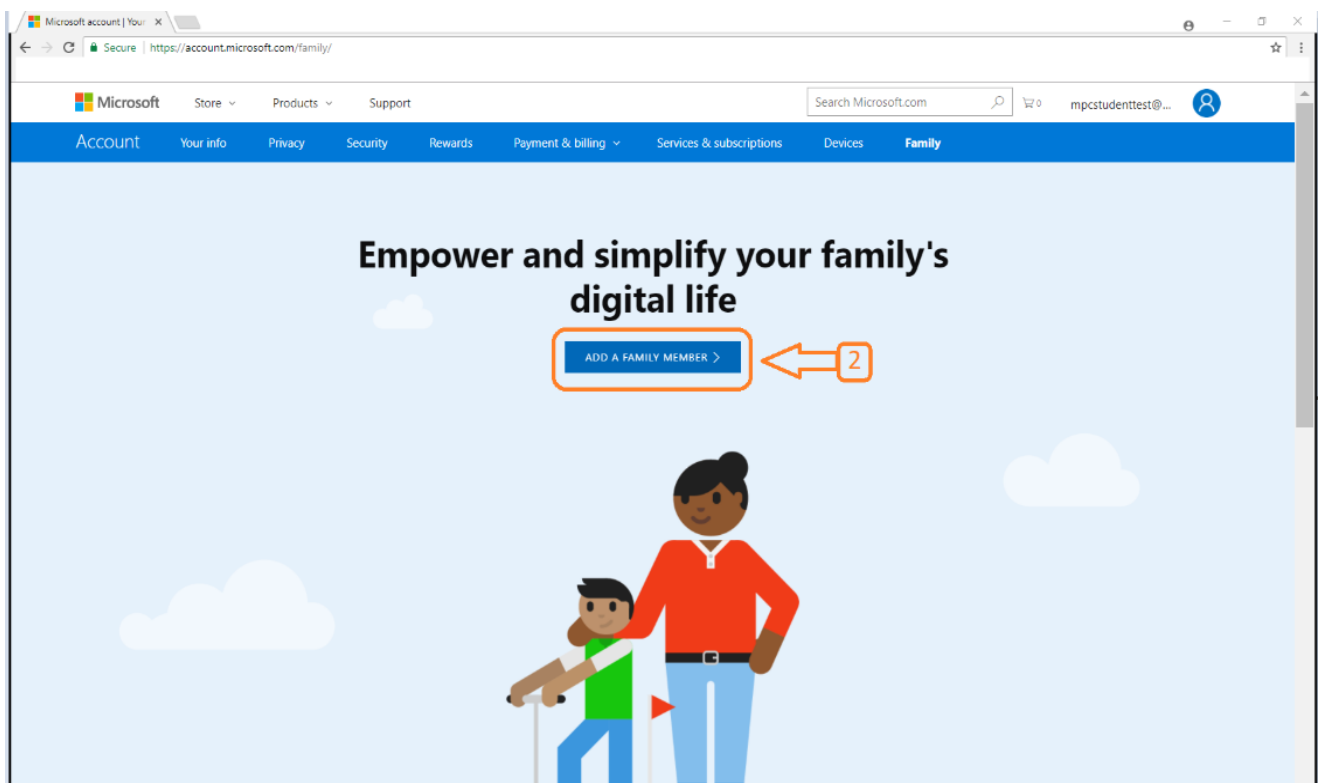 Microsoft account | Your
Secure | https://account.microsoft.com/family/
Microsoft Store Products Support Search Microsoft.com 0 mpcstudenttest@...
Account Your info Privacy Security Rewards Payment & billing Services & subscriptions Devices Family
Empower and simplify your family's
digital life
ADD A FAMILY MEMBER
2